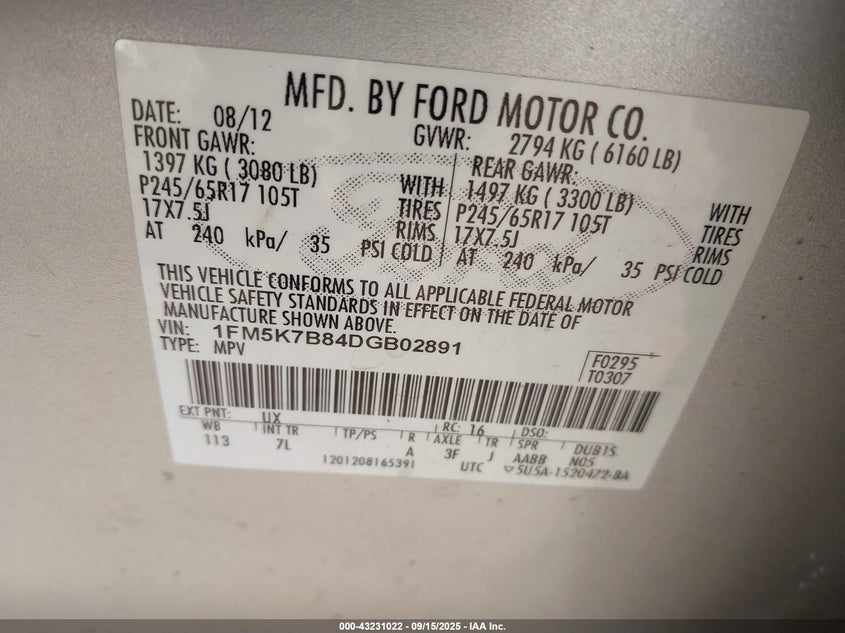 MFD. BY FORD MOTOR CO.
DATE: 08/12 GVWR: 2794 KG ( 6160 LB)
FRONT GAWR: REAR GAWR:
1397 KG ( 3080 LB) WITH 1497 KG ( 3300 LB) WITH
P245/65R17 105T TIRES P245/65R17 105T TIRES
17X7.5J RIMS 17X7.5J RIMS
AT 240 kPa/ 35 PSI COLD AT 240 kPa/ 35 PSI COLD
THIS VEHICLE CONFORMS TO ALL APPLICABLE FEDERAL MOTOR
VEHICLE SAFETY STANDARDS IN EFFECT ON THE DATE OF
MANUFACTURE SHOWN ABOVE.
VIN: 1FM5K7B84DGB02891
TYPE: MPV
F0295
T0307
EXT PNT: UX RC: 16 DSO:
WB INT TR TP/PS R AXLE TR SPR DUB15
113 7L A 3F J AABB N05
1201208165391 UTC ▽5U5A-1520472-BA
000-43231022 - 09/15/2025 - IAA Inc.